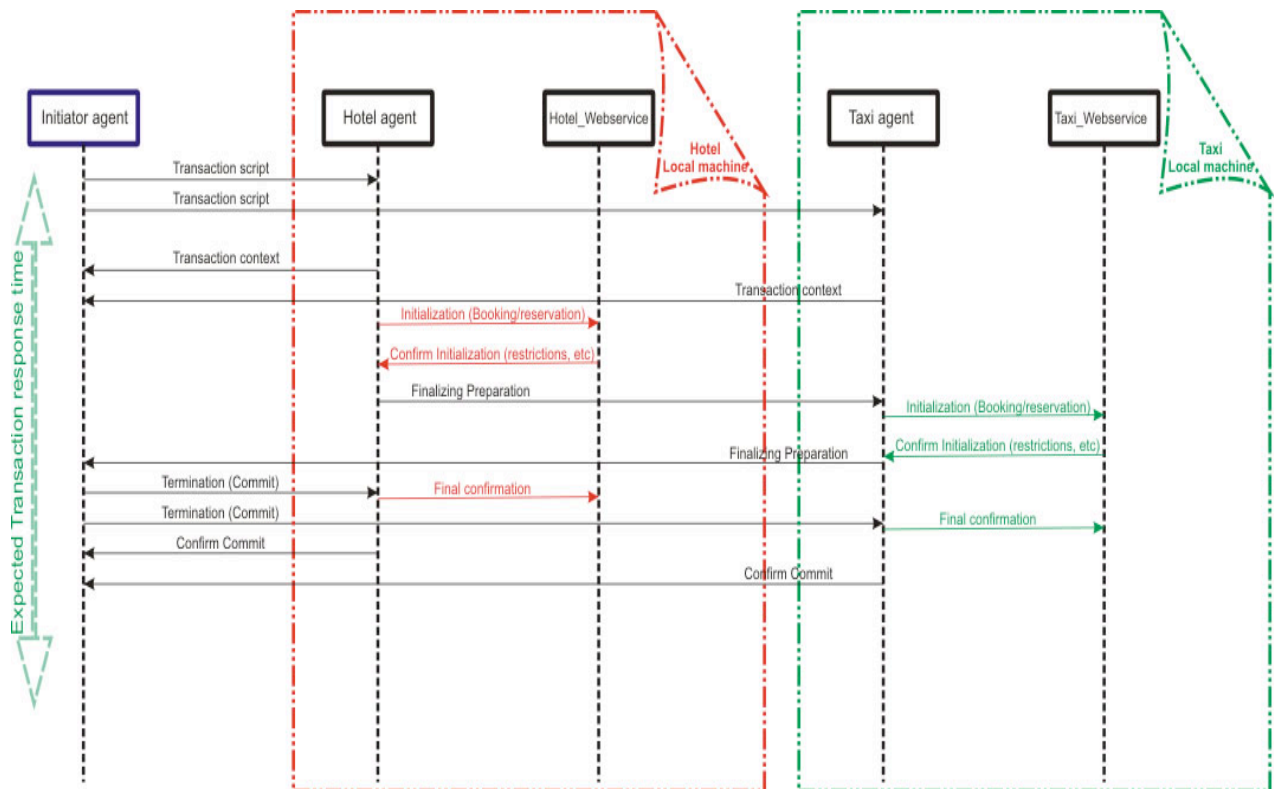 Initiator agent
Hotel agent
Hotel_Webservice
Taxi agent
Taxi_Webservice
Hotel
Local machine
Taxi
Local machine
Expected Transaction response time
Transaction script
Transaction script
Transaction context
Transaction context
Initialization (Booking/reservation)
Confirm Initialization (restrictions, etc)
Finalizing Preparation
Initialization (Booking/reservation)
Confirm Initialization (restrictions, etc)
Finalizing Preparation
Termination (Commit)
Final confirmation
Termination (Commit)
Final confirmation
Confirm Commit
Confirm Commit